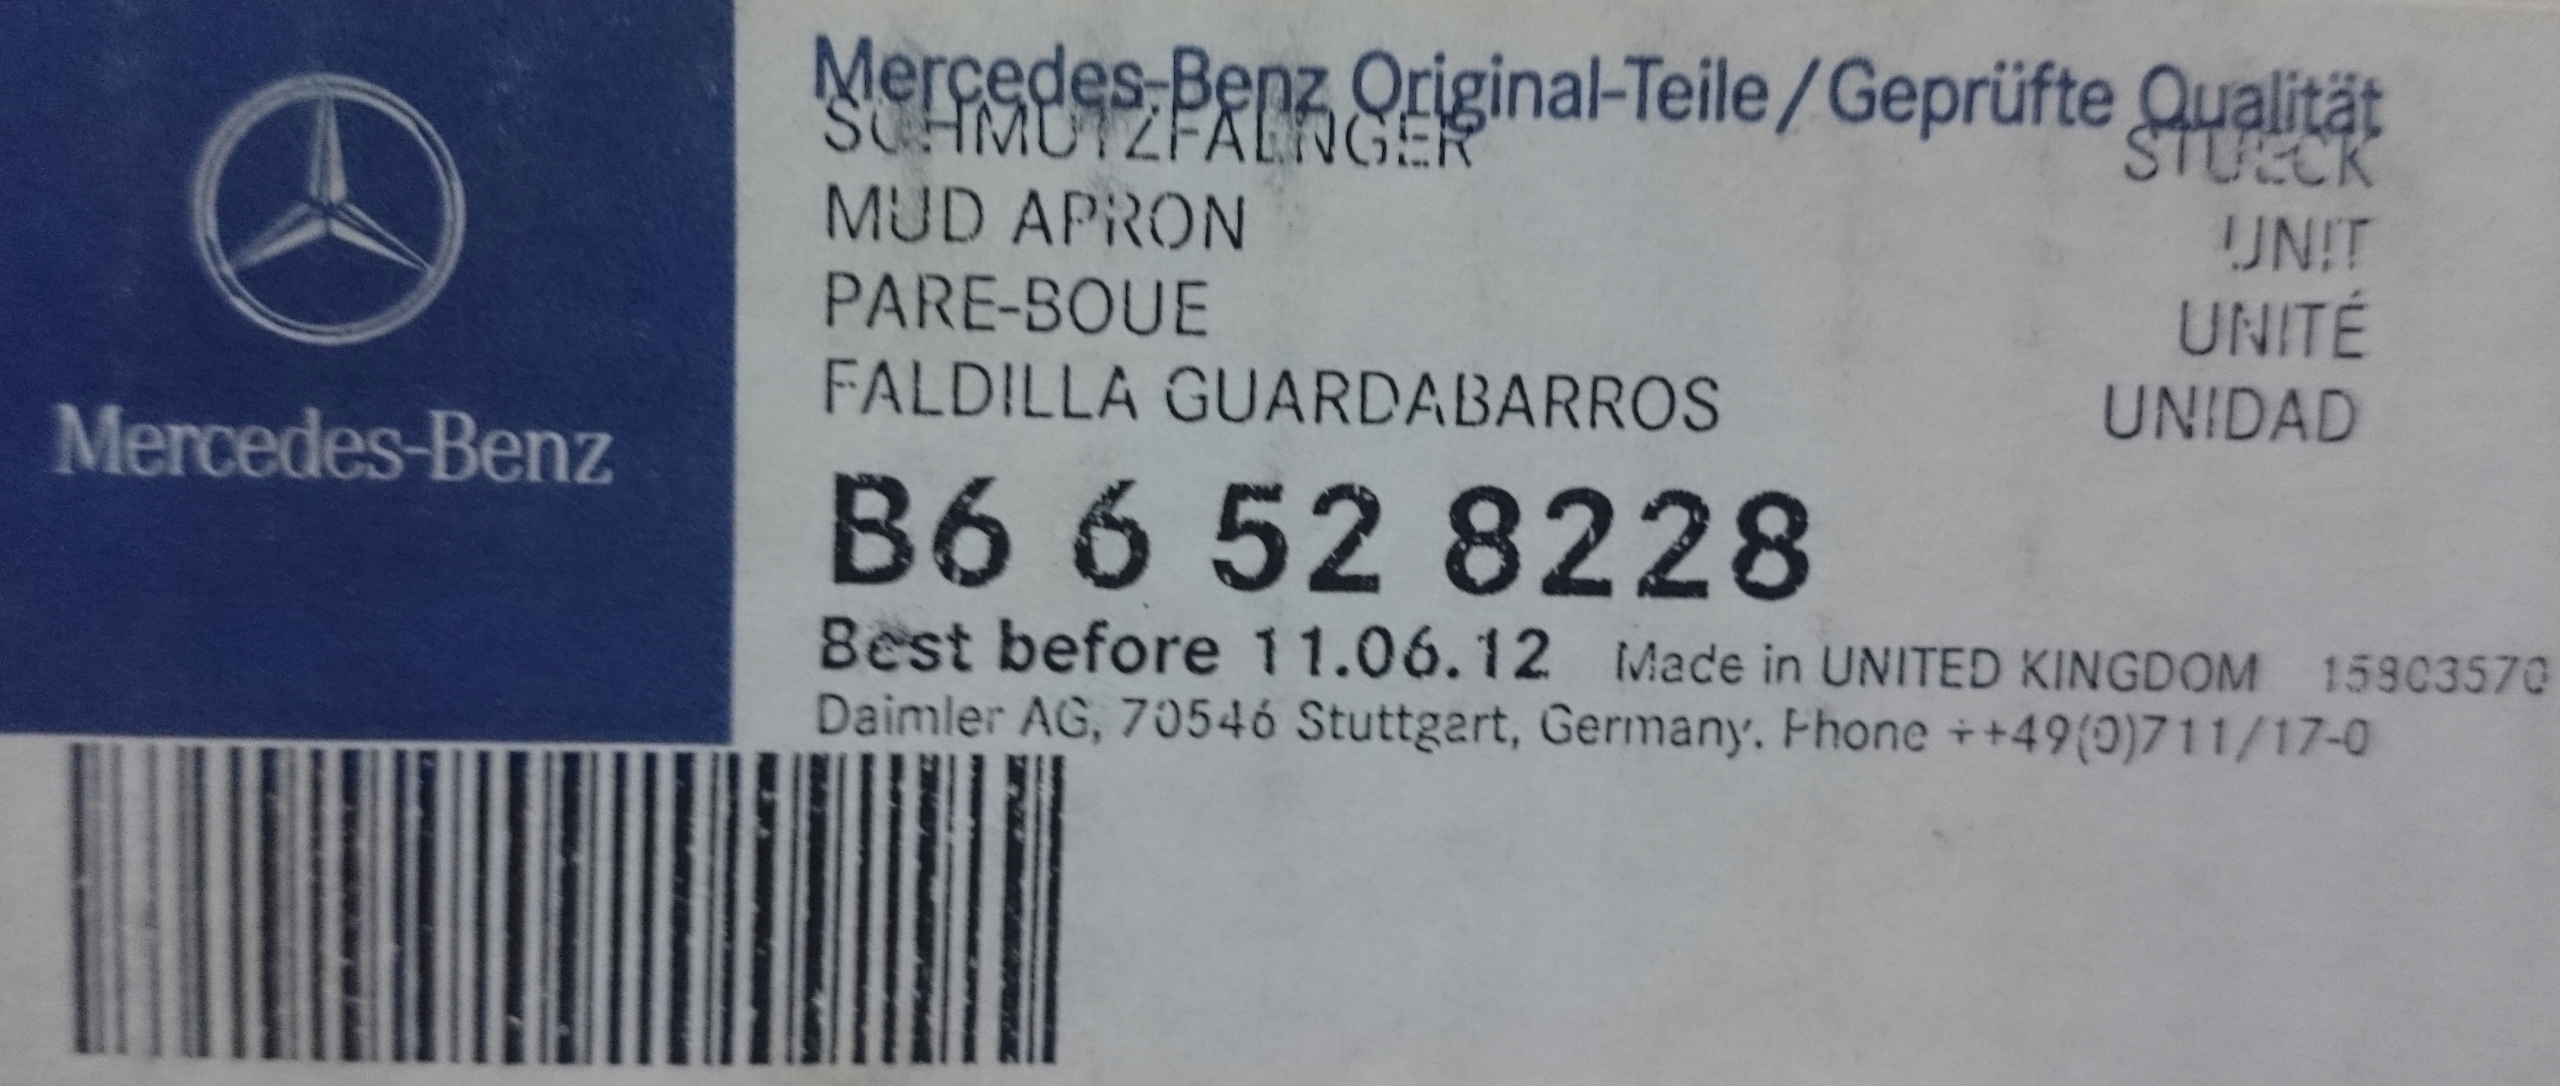 Mercedes-Benz
Mercedes-Benz Original-Teile/Geprüfte Qualität
SCHMUTZFAENGER STUECK
MUD APRON UNIT
PARE-BOUE UNITÉ
FALDILLA GUARDABARROS UNIDAD
B6 6 52 8228
Best before 11.06.12 Made in UNITED KINGDOM 15803570
Daimler AG, 70546 Stuttgart, Germany. Phone ++49(0)711/17-0